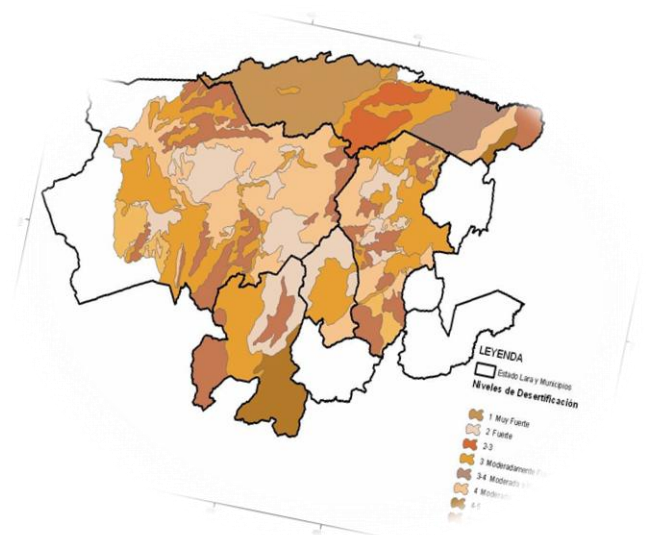 LEYENDA
Estado Lara y Municipios
Niveles de Desertificación
1 Muy Fuerte
2 Fuerte
2-3
3 Moderadamente
3-4 Moderada
4